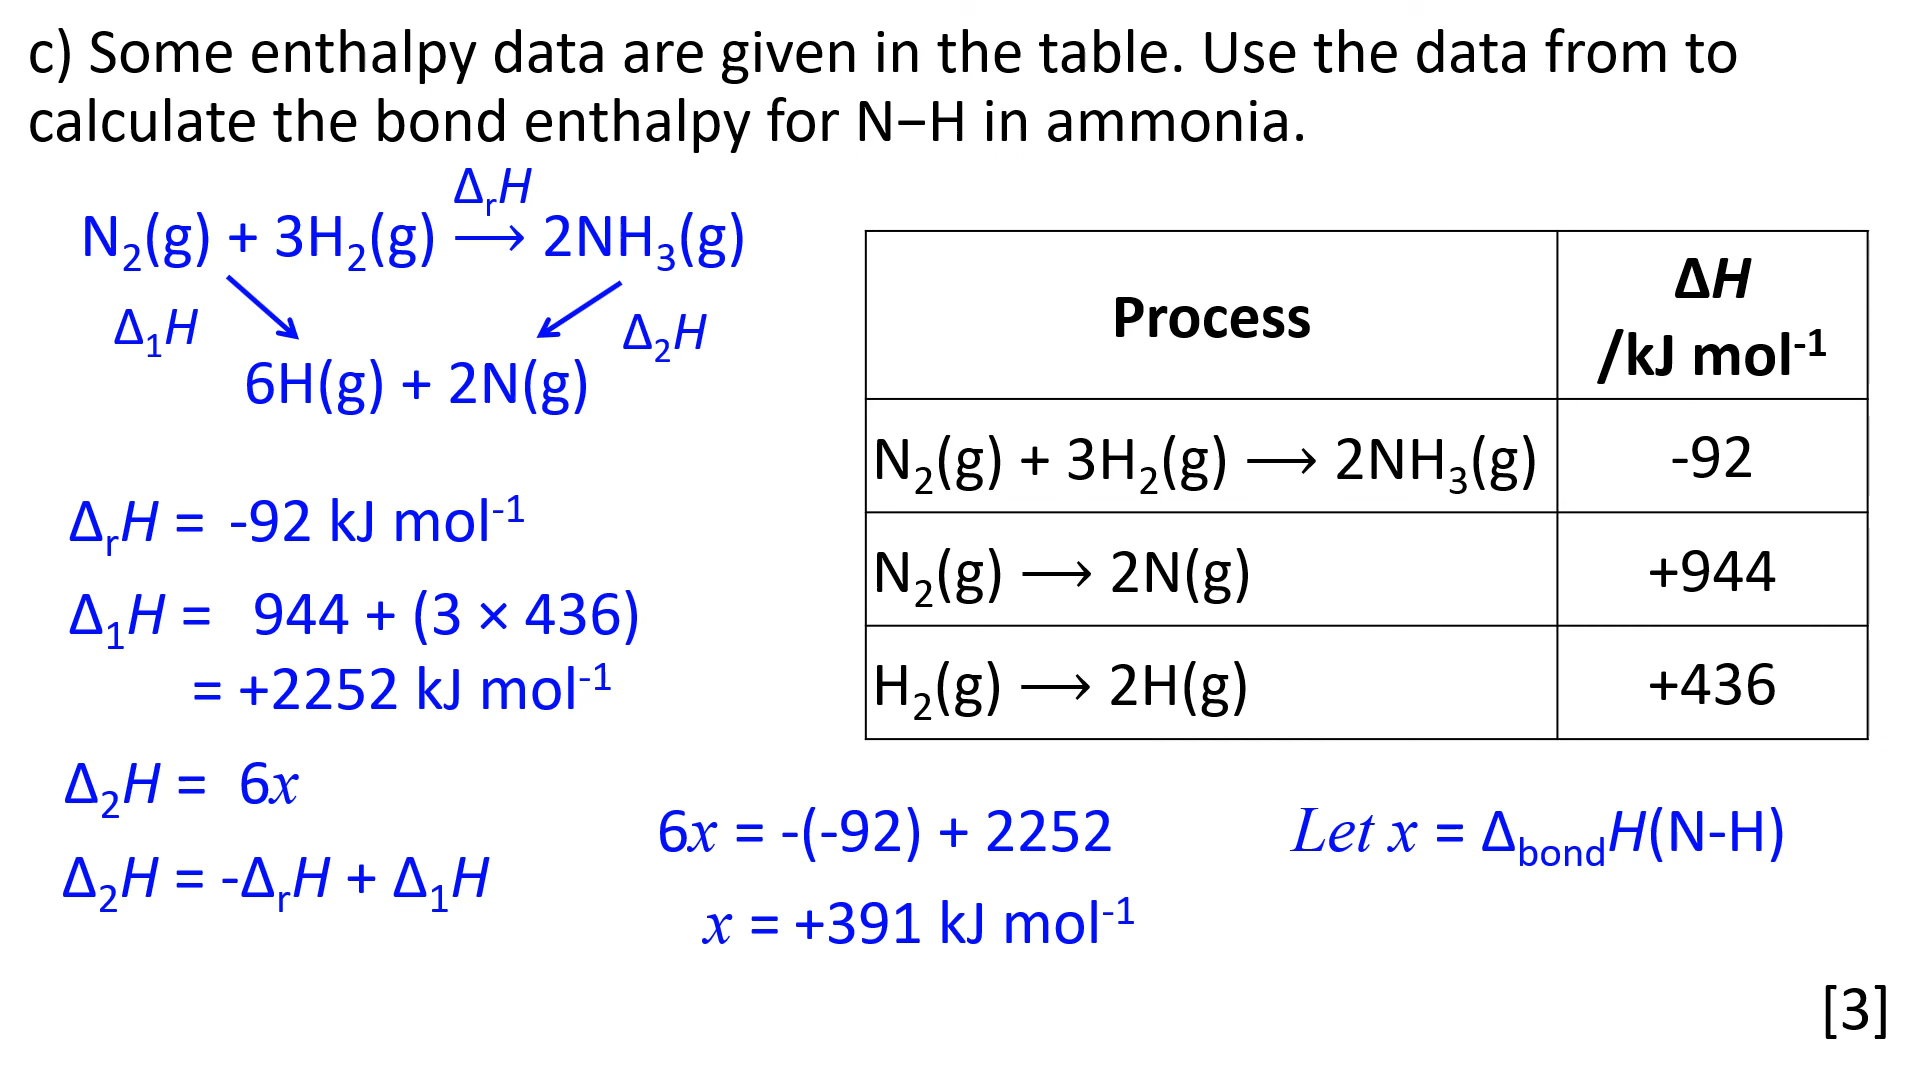 c) Some enthalpy data are given in the table. Use the data from to
calculate the bond enthalpy for N−H in ammonia.
ΔᵣH
N₂(g) + 3H₂(g) ⟶ 2NH₃(g)
Δ₁H
Δ₂H
6H(g) + 2N(g)
ΔᵣH = -92 kJ mol⁻¹
Δ₁H = 944 + (3 × 436)
= +2252 kJ mol⁻¹
Δ₂H = 6x
Δ₂H = -ΔᵣH + Δ₁H
Process
ΔH
/kJ mol⁻¹
N₂(g) + 3H₂(g) ⟶ 2NH₃(g) -92
N₂(g) ⟶ 2N(g) +944
H₂(g) ⟶ 2H(g) +436
6x = -(-92) + 2252
x = +391 kJ mol⁻¹
Let x = Δbond H(N-H)
[3]